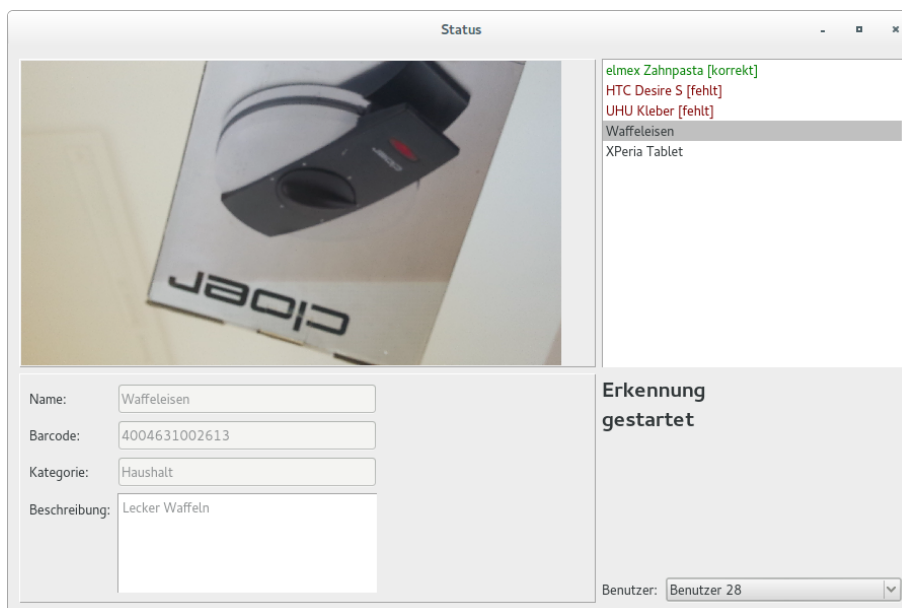 Status
elmex Zahnpasta [korrekt]
HTC Desire S [fehlt]
UHU Kleber [fehlt]
Waffeleisen
XPeria Tablet
cloer
cloer
Name:
Waffeleisen
Barcode:
4004631002613
Kategorie:
Haushalt
Beschreibung:
Lecker Waffeln
Erkennung
gestartet
Benutzer:
Benutzer 28